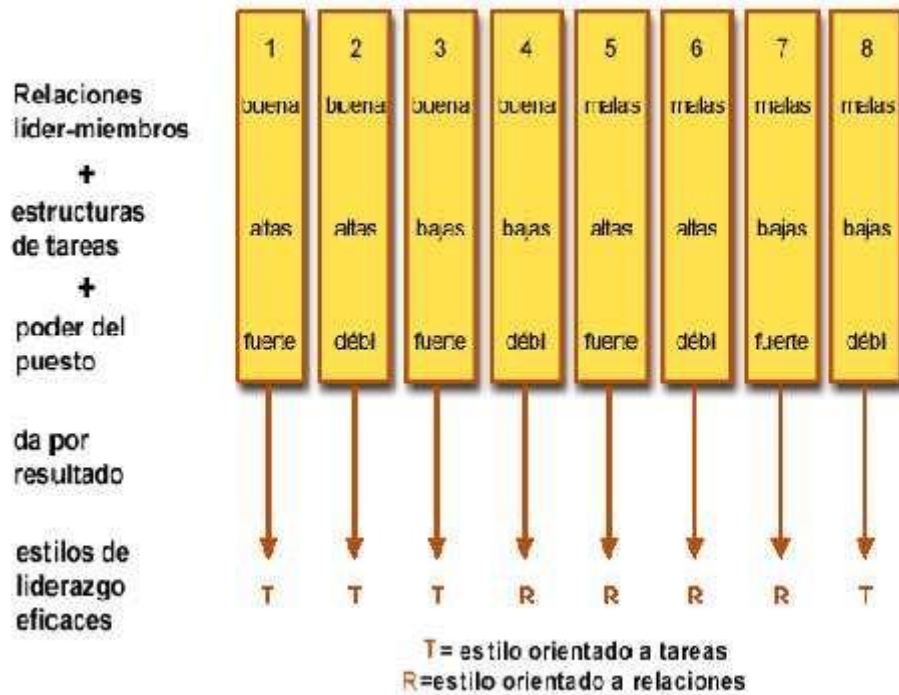 1 2 3 4 5 6 7 8
Relaciones
líder-miembros
buena buena buena buena malas malas malas malas
+
estructuras
de tareas
altas altas bajas bajas altas altas bajas bajas
+
poder del
puesto
fuerte débl fuerte débl fuerte débl fuerte débl
da por
resultado
estilos de
liderazgo
eficaces
T T T R R R R T
T= estilo orientado a tareas
R=estilo orientado a relaciones